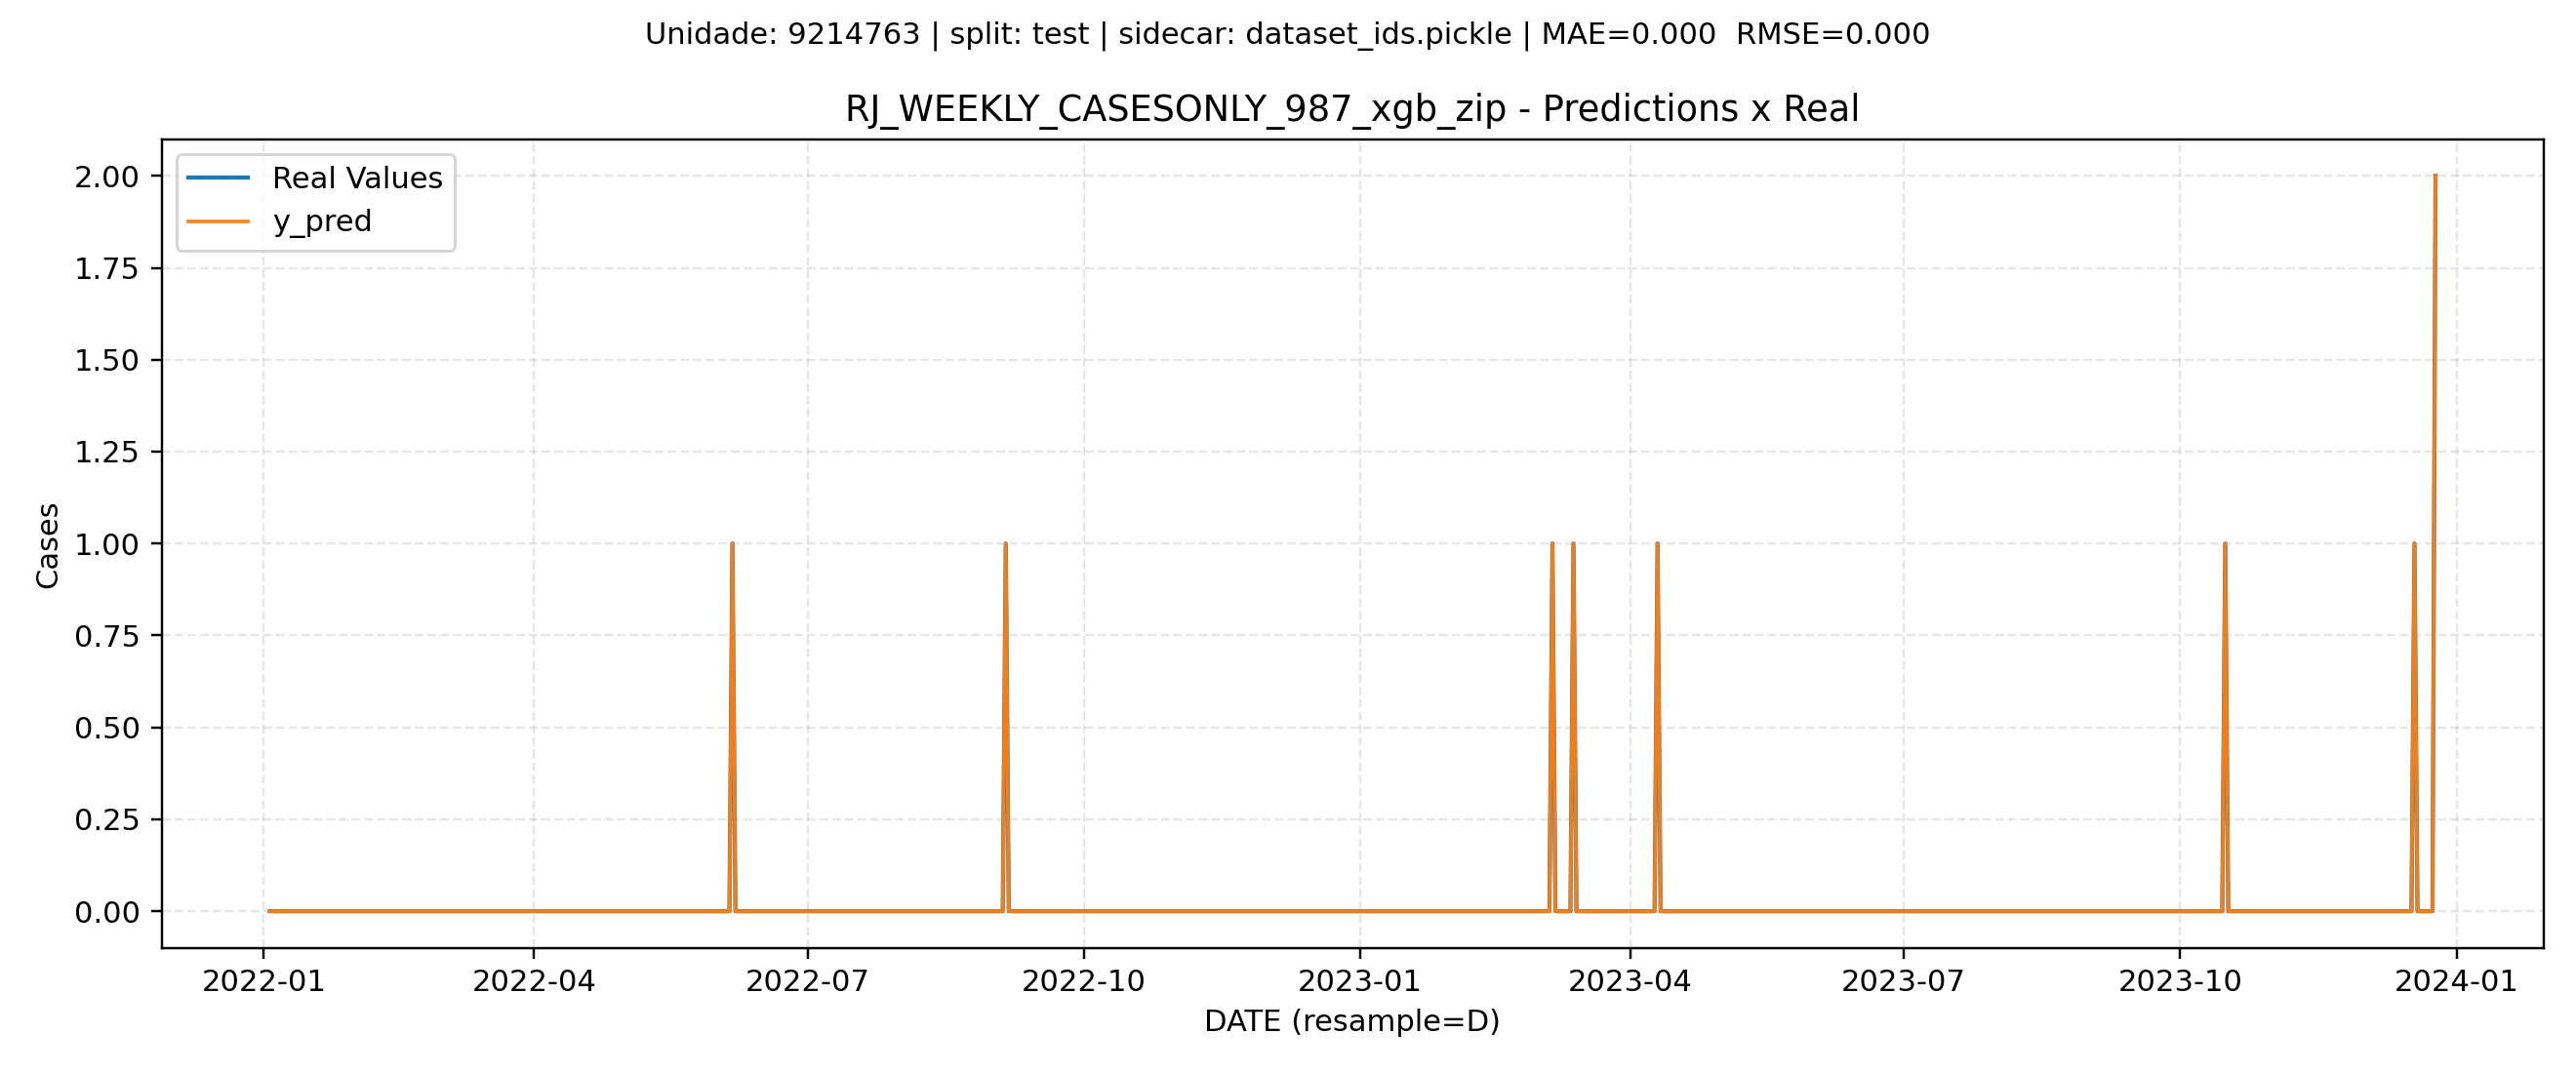 Unidade: 9214763 | split: test | sidecar: dataset_ids.pickle | MAE=0.000  RMSE=0.000
RJ_WEEKLY_CASESONLY_987_xgb_zip - Predictions x Real
Real Values
y_pred
2.00
1.75
1.50
1.25
1.00
0.75
0.50
0.25
0.00
Cases
2022-01 2022-04 2022-07 2022-10 2023-01 2023-04 2023-07 2023-10 2024-01
DATE (resample=D)